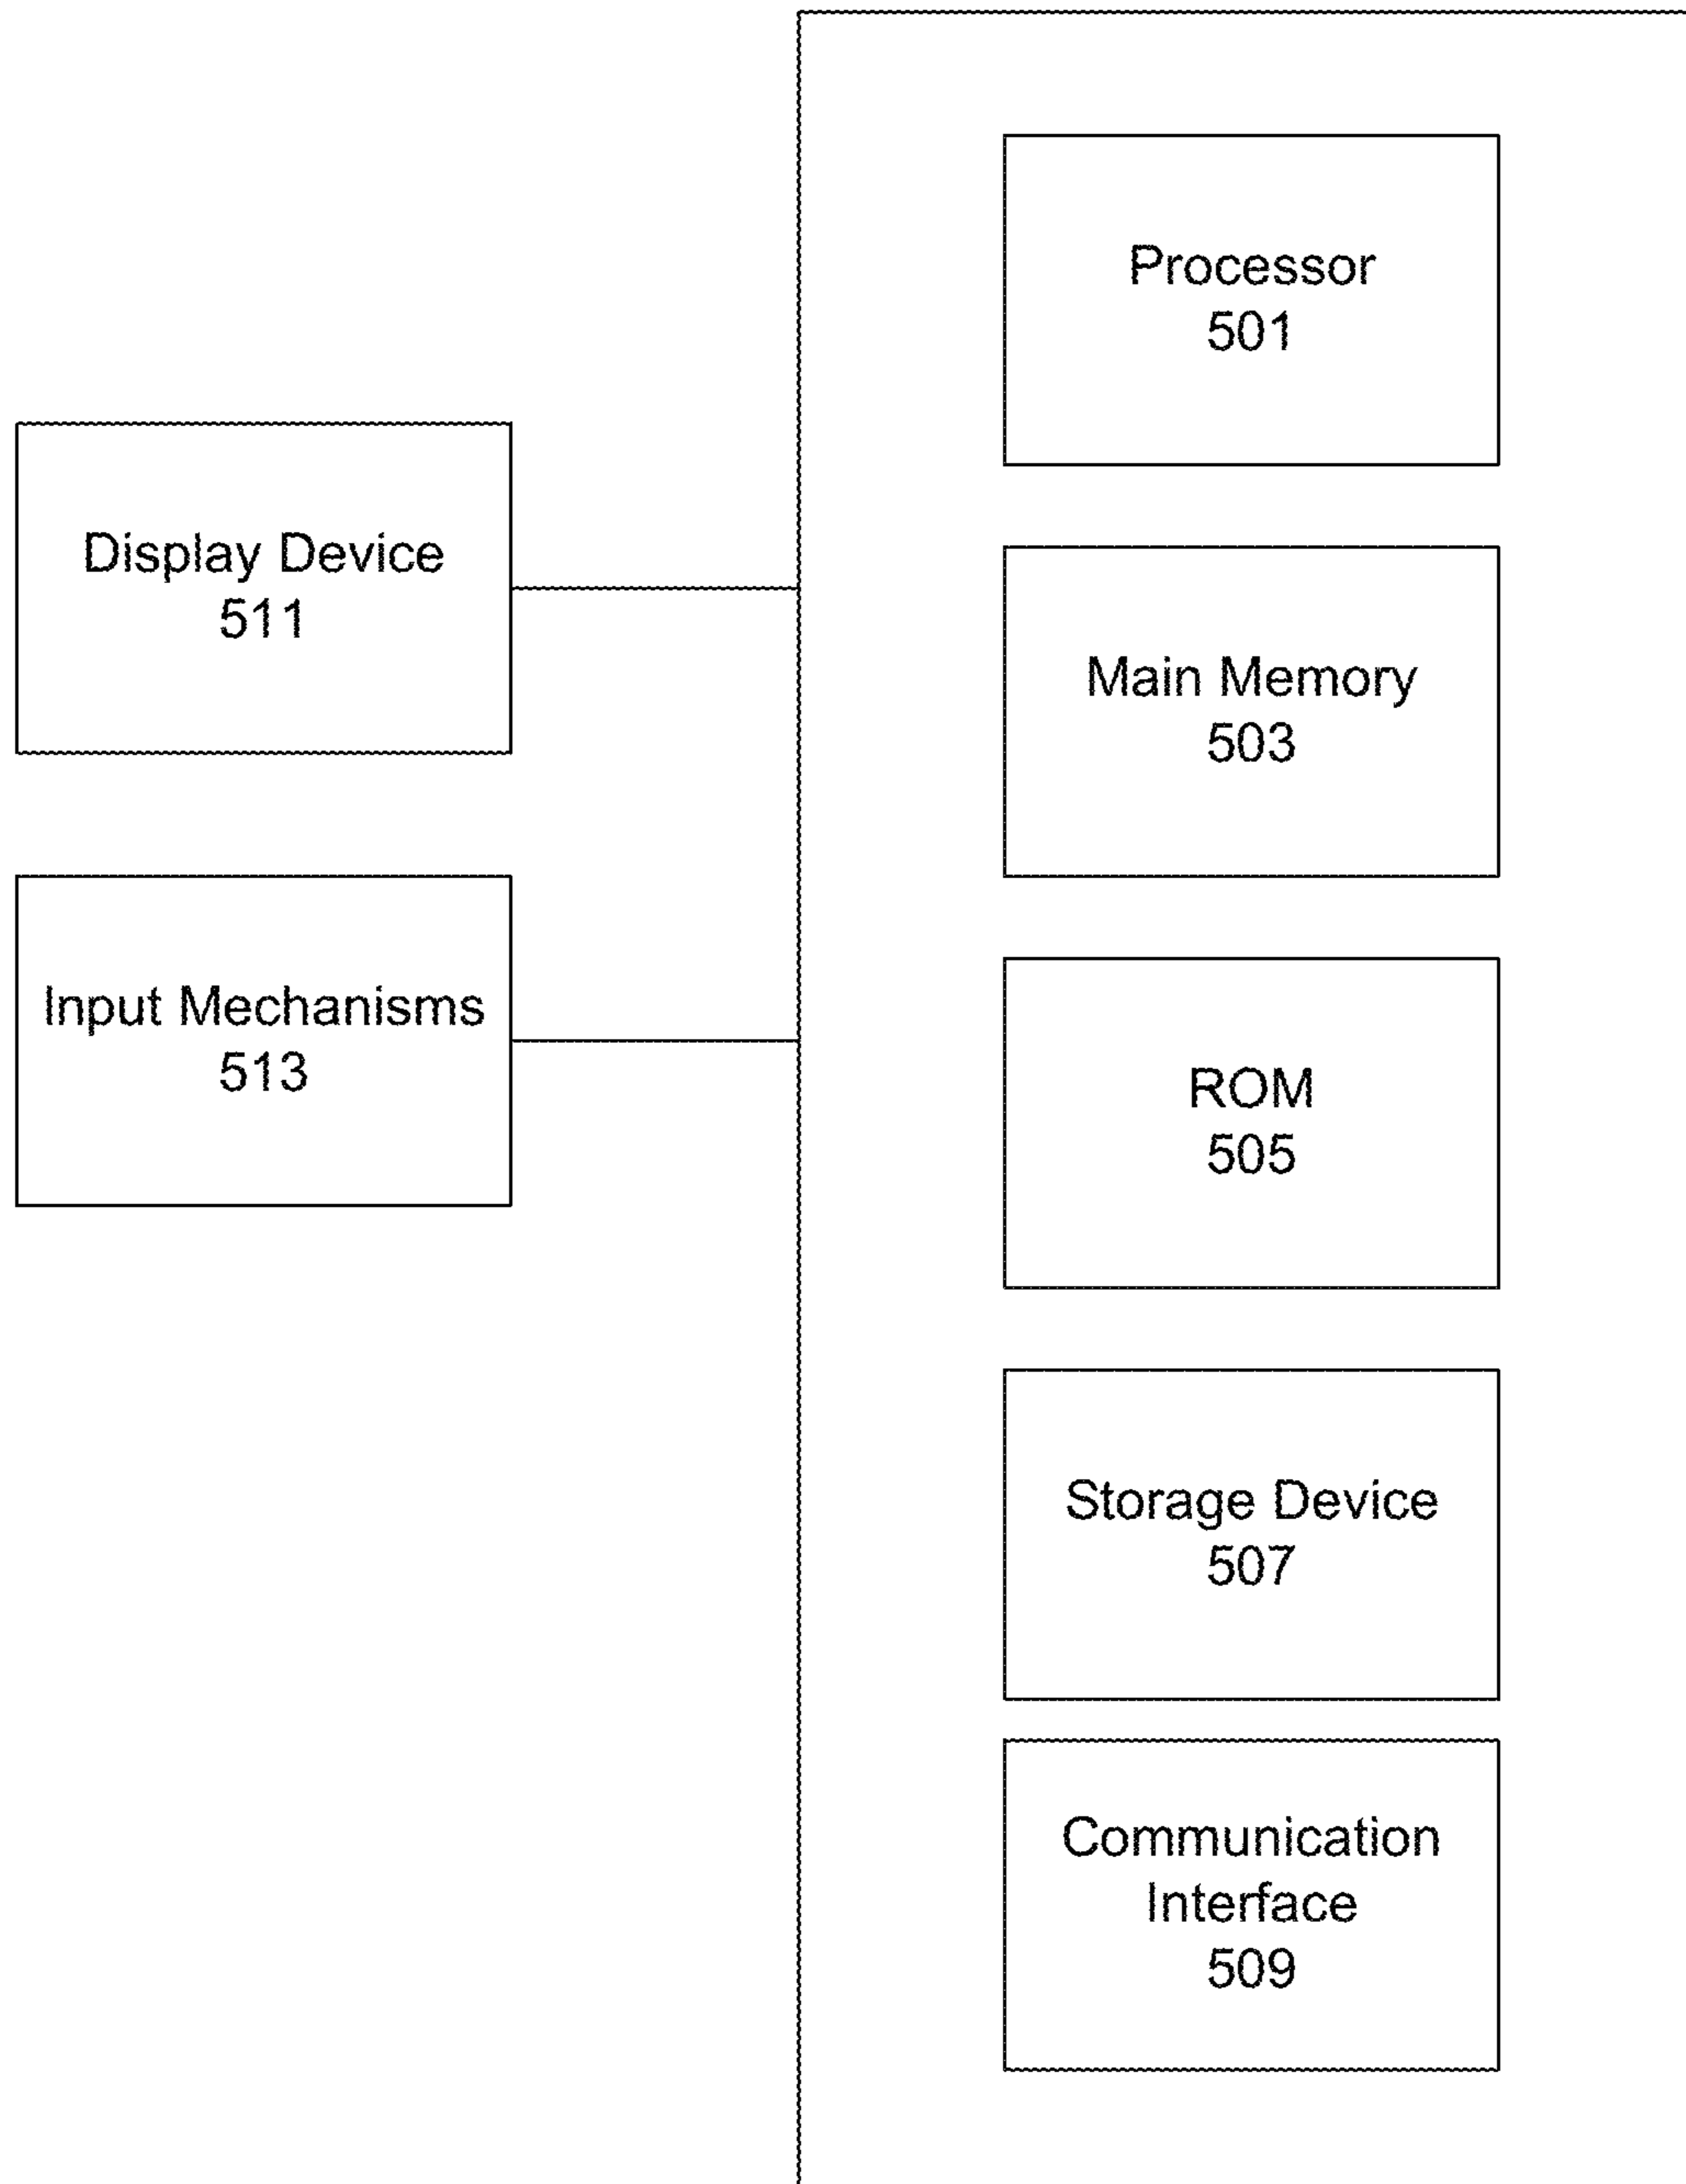 Display Device
511
Input Mechanisms
513
Processor
501
Main Memory
503
ROM
505
Storage Device
507
Communication
Interface
509